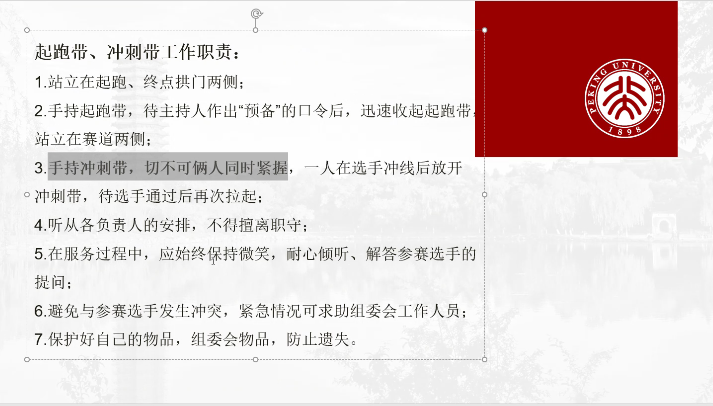 起跑带、冲刺带工作职责：
1.站立在起跑、终点拱门两侧；
2.手持起跑带，待主持人作出“预备”的口令后，迅速收起起跑带，
站立在赛道两侧；
3.手持冲刺带，切不可俩人同时紧握，一人在选手冲线后放开
冲刺带，待选手通过后再次拉起；
4.听从各负责人的安排，不得擅离职守；
5.在服务过程中，应始终保持微笑，耐心倾听、解答参赛选手的
提问；
6.避免与参赛选手发生冲突，紧急情况可求助组委会工作人员；
7.保护好自己的物品，组委会物品，防止遗失。
PEKING UNIVERSITY
1898